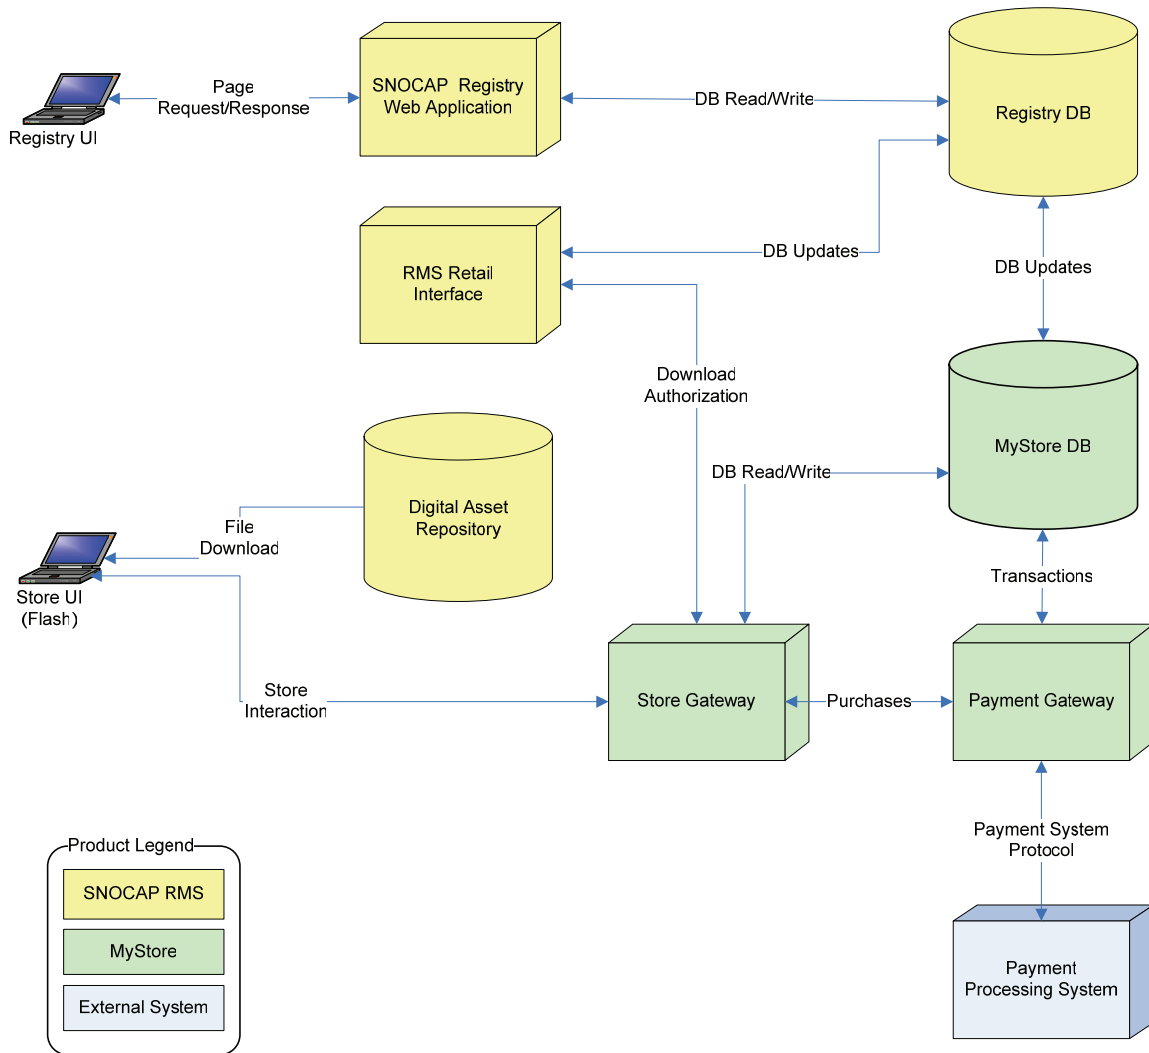 Page
Request/Response
SNOCAP Registry
Web Application
DB Read/Write
Registry DB
Registry UI
DB Updates
RMS Retail
Interface
DB Updates
Download
Authorization
MyStore DB
DB Read/Write
Digital Asset
Repository
File
Download
Store UI
(Flash)
Transactions
Store
Interaction
Store Gateway
Purchases
Payment Gateway
Payment System
Protocol
Product Legend
SNOCAP RMS
MyStore
External System
Payment
Processing System